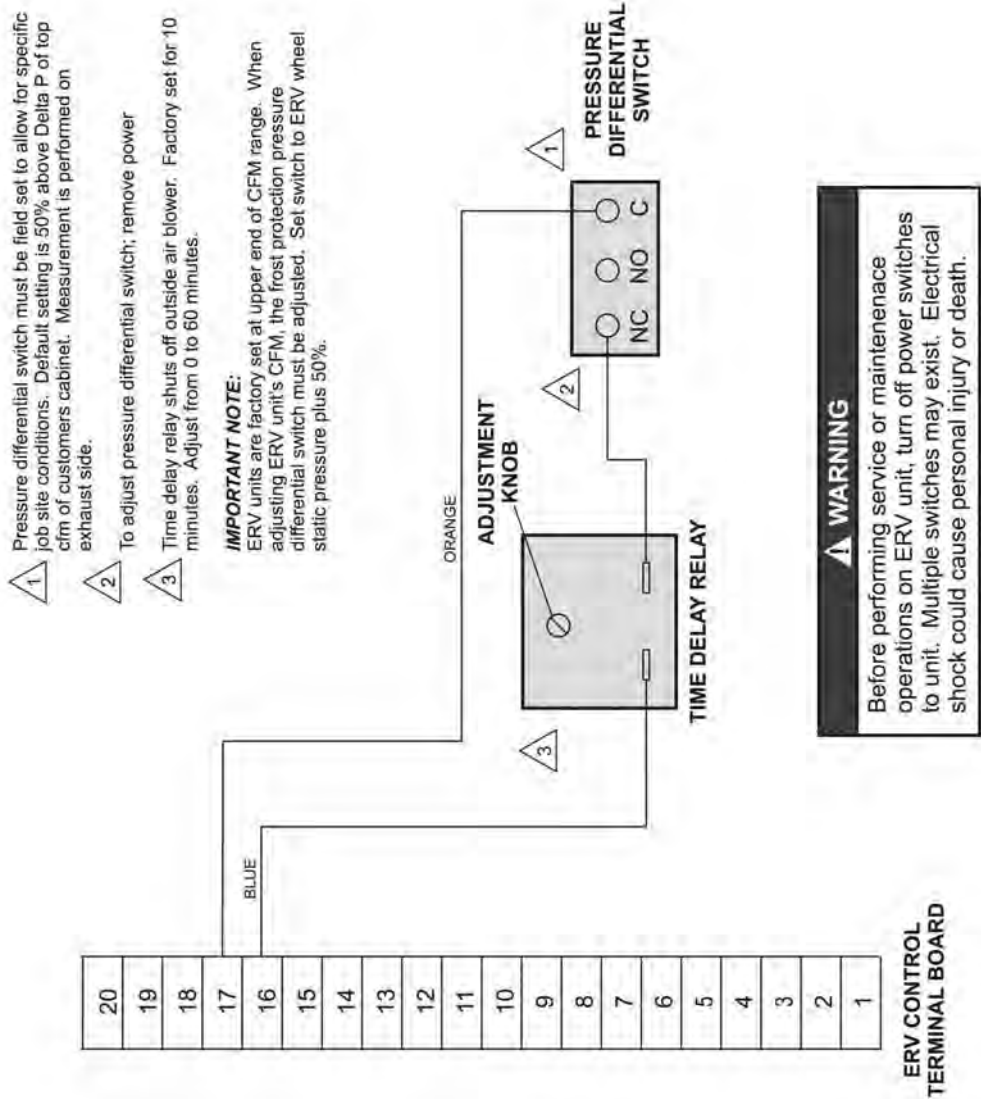 1
Pressure differential switch must be field set to allow for specific
job site conditions. Default setting is 50% above Delta P of top
cfm of customers cabinet. Measurement is performed on
exhaust side.
2
To adjust pressure differential switch; remove power
3
Time delay relay shuts off outside air blower. Factory set for 10
minutes. Adjust from 0 to 60 minutes.
IMPORTANT NOTE:
ERV units are factory set at upper end of CFM range. When
adjusting ERV unit's CFM, the frost protection pressure
differential switch must be adjusted. Set switch to ERV wheel
static pressure plus 50%.
20
19
18
17
16
15
14
13
12
11
10
9
8
7
6
5
4
3
2
1
ERV CONTROL
TERMINAL BOARD
BLUE
ORANGE
3
ADJUSTMENT
KNOB
TIME DELAY RELAY
2
1
NC NO C
PRESSURE
DIFFERENTIAL
SWITCH
WARNING
Before performing service or maintenence
operations on ERV unit, turn off power switches
to unit. Multiple switches may exist. Electrical
shock could cause personal injury or death.